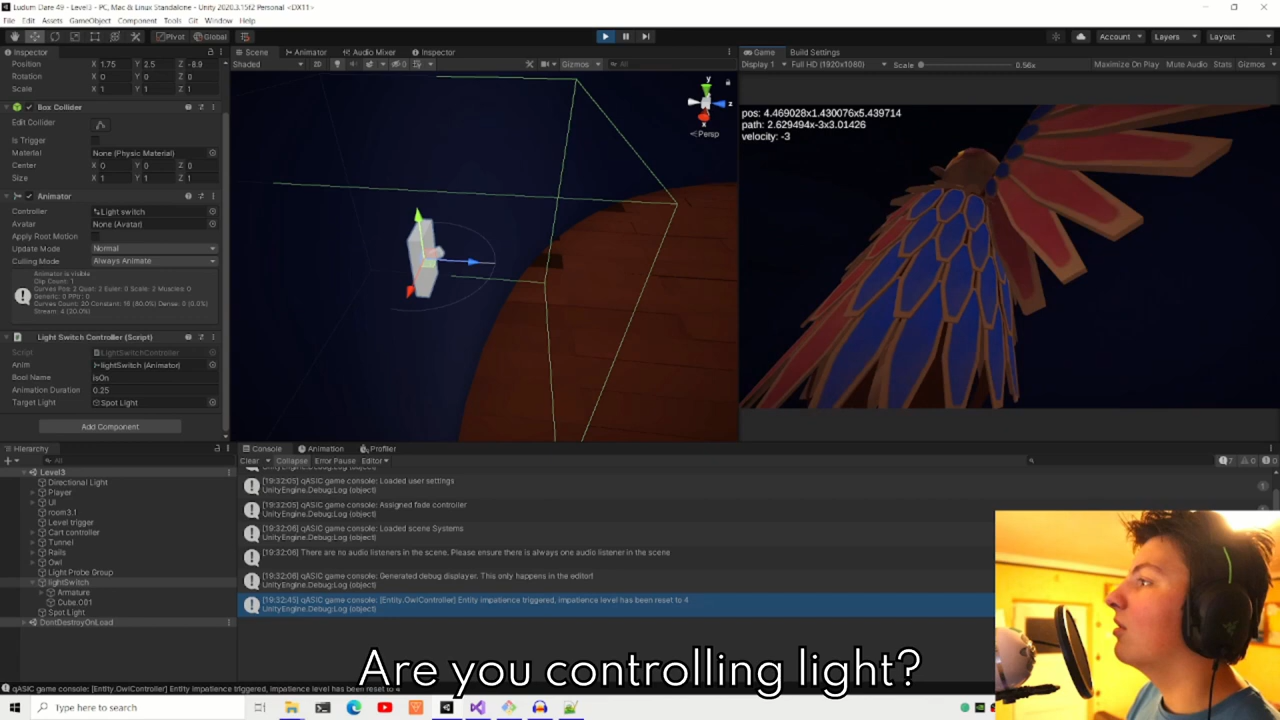 Ludum Dare 49 - Level3 - PC, Mac & Linux Standalone - Unity 2020.3.15f2 Personal <DX11>
File Edit Assets GameObject Component Tools Git Window Help
Pivot Global
Account Layers Layout
Inspector
Position X 1.75 Y 2.5 Z -8.9
Rotation X 0 Y 0 Z 0
Scale X 1 Y 1 Z 1
Box Collider
Edit Collider
Is Trigger
Material None (Physic Material)
Center X 0 Y 0 Z 0
Size X 1 Y 1 Z 1
Animator
Controller Light switch
Avatar None (Avatar)
Apply Root Motion
Update Mode Normal
Culling Mode Always Animate
Animator is visible
Clip Count: 1
Curves Pos: 2 Quat: 2 Euler: 0 Scale: 2 Muscles: 0
Generic: 0 PPtr: 0
Curves Count: 20 Constant: 16 (80.0%) Dense: 0 (0.0%)
Stream: 4 (20.0%)
Light Switch Controller (Script)
Script LightSwitchController
Anim lightSwitch (Animator)
Bool Name isOn
Animation Duration 0.25
Target Light Spot Light
Add Component
Scene Animator Audio Mixer Inspector
Shaded 2D Gizmos All
y
z
x
Persp
Game Build Settings
Display 1 Full HD (1920x1080) Scale 0.56x Maximize On Play Mute Audio Stats Gizmos
pos: 4.469028x1.430076x5.439714
path: 2.629494x-3x3.01426
velocity: -3
Hierarchy
All
Level3
Directional Light
Player
UI
room3.1
Level trigger
Cart controller
Tunnel
Rails
Owl
Light Probe Group
lightSwitch
Armature
Cube.001
Spot Light
DontDestroyOnLoad
Console Animation Profiler
Clear Collapse Error Pause Editor
7 0 0
UnityEngine.Debug:Log (object)
[19:32:05] qASIC game console: Loaded user settings
UnityEngine.Debug:Log (object)
[19:32:05] qASIC game console: Assigned fade controller
UnityEngine.Debug:Log (object)
[19:32:06] qASIC game console: Loaded scene Systems
UnityEngine.Debug:Log (object)
[19:32:06] There are no audio listeners in the scene. Please ensure there is always one audio listener in the scene
[19:32:06] qASIC game console: Generated debug displayer. This only happens in the editor!
UnityEngine.Debug:Log (object)
[19:32:45] qASIC game console: [Entity.OwlController] Entity impatience triggered, impatience level has been reset to 4
UnityEngine.Debug:Log (object)
Are you controlling light?
qASIC game console: [Entity.OwlController] Entity impatience triggered, impatience level has been reset to 4
Type here to search